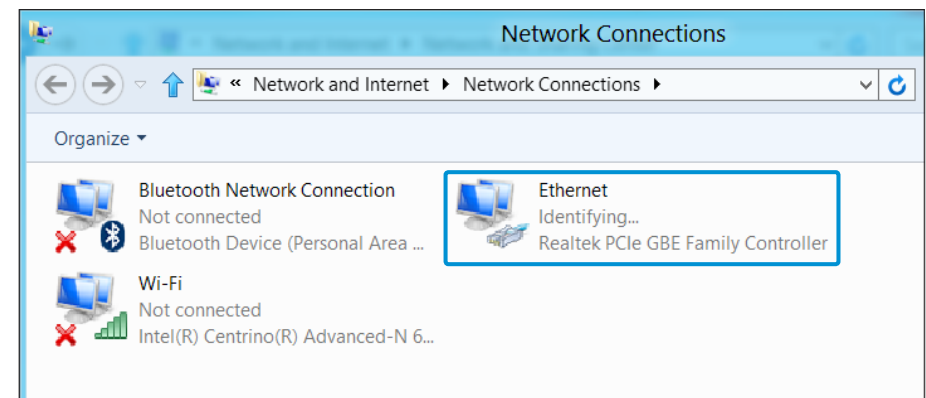 Network Connections
« Network and Internet Network Connections
Organize
Bluetooth Network Connection
Not connected
Bluetooth Device (Personal Area ...
Ethernet
Identifying...
Realtek PCIe GBE Family Controller
Wi-Fi
Not connected
Intel(R) Centrino(R) Advanced-N 6...